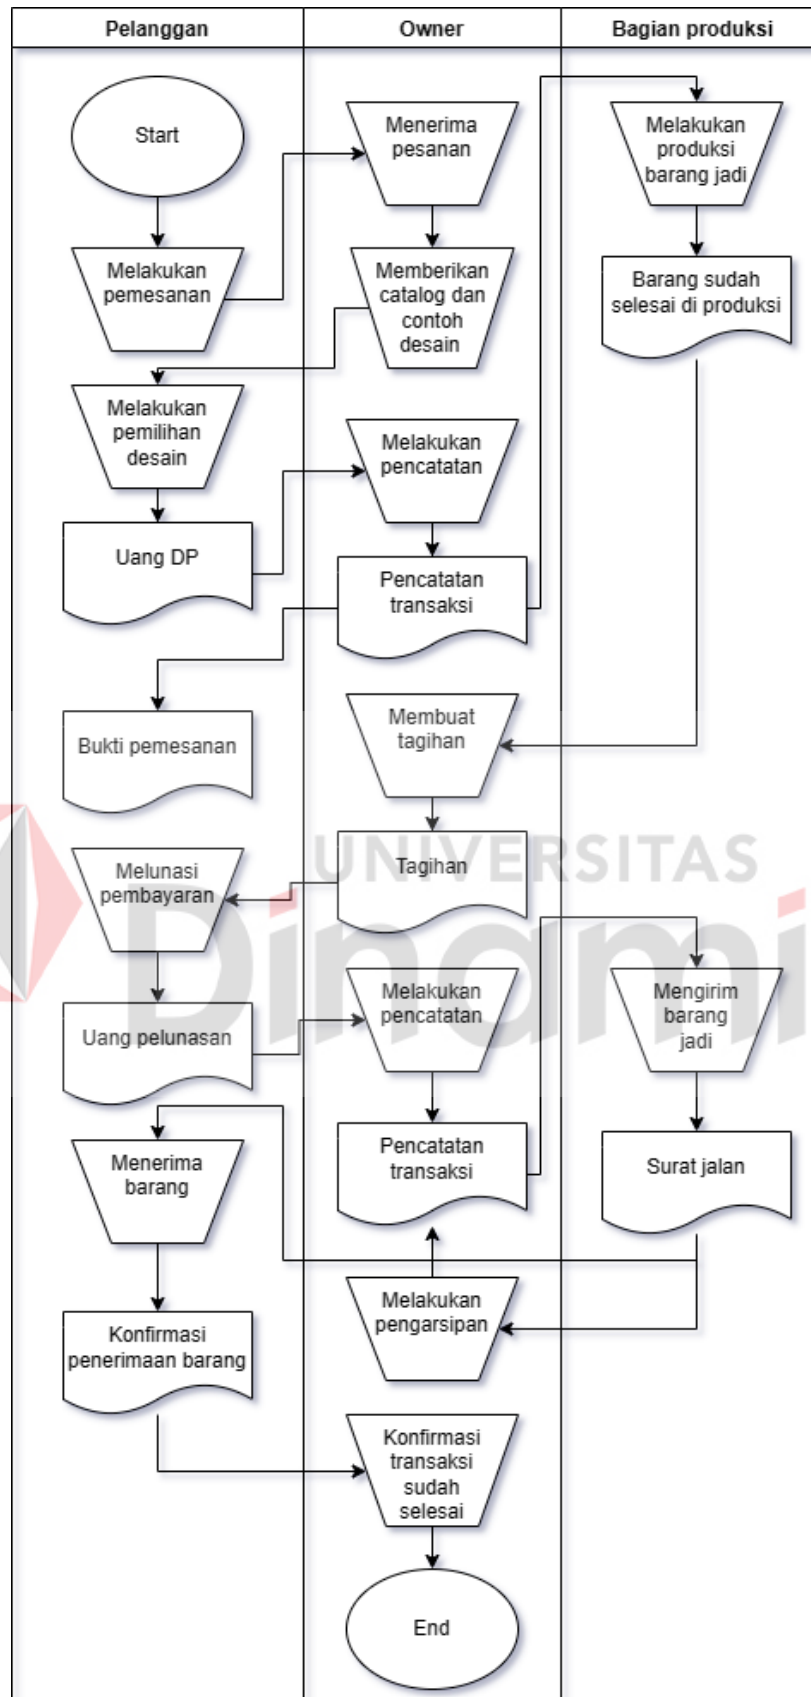 Pelanggan
Owner
Bagian produksi
Start
Menerima
pesanan
Melakukan
produksi
barang jadi
Melakukan
pemesanan
Memberikan
catalog dan
contoh
desain
Barang sudah
selesai di produksi
Melakukan
pemilihan
desain
Melakukan
pencatatan
Uang DP
Pencatatan
transaksi
Bukti pemesanan
Membuat
tagihan
UNIVERSITAS
Dinami
Melunasi
pembayaran
Tagihan
Uang pelunasan
Melakukan
pencatatan
Mengirim
barang
jadi
Menerima
barang
Pencatatan
transaksi
Surat jalan
Konfirmasi
penerimaan barang
Melakukan
pengarsipan
Konfirmasi
transaksi
sudah
selesai
End